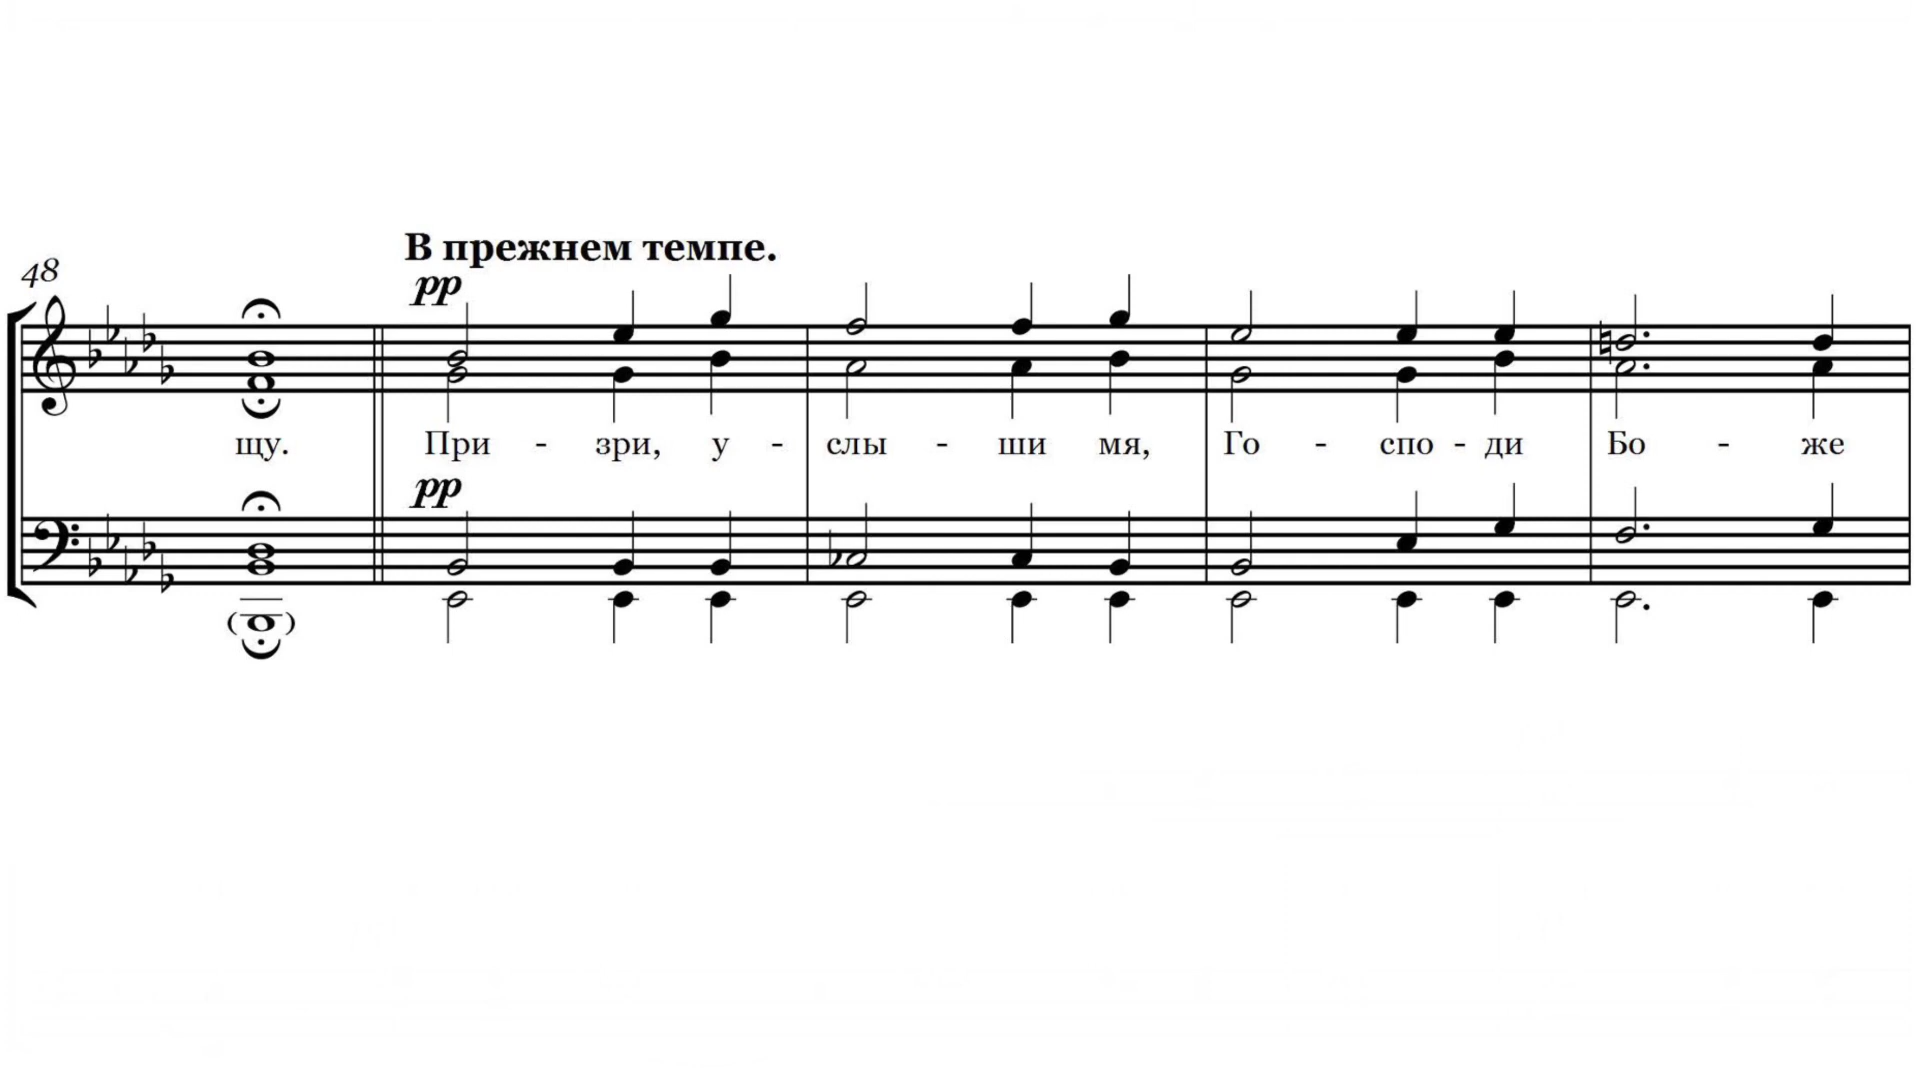 48
В прежнем темпе.
pp
щу. При - зри, у - слы - ши мя, Го - спо - ди Бо - же
pp